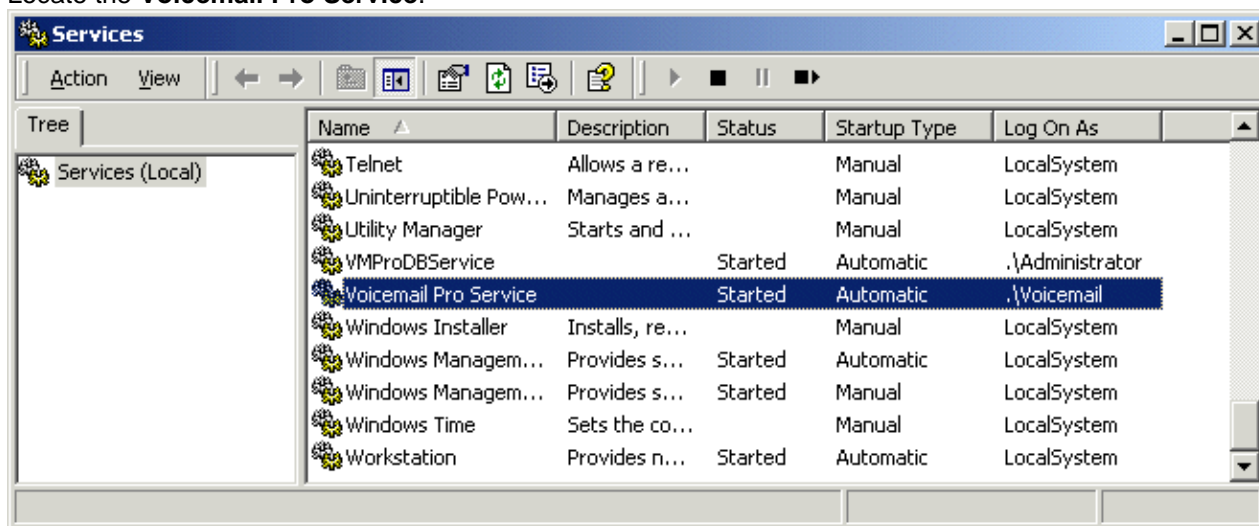 Locate the Voicemail Pro Service.
Services
Action View
Tree
Name Description Status Startup Type Log On As
Services (Local)
Telnet Allows a re... Manual LocalSystem
Uninterruptible Pow... Manages a... Manual LocalSystem
Utility Manager Starts and ... Manual LocalSystem
VMProDBService Started Automatic .\Administrator
Voicemail Pro Service Started Automatic .\Voicemail
Windows Installer Installs, re... Manual LocalSystem
Windows Managem... Provides s... Started Automatic LocalSystem
Windows Managem... Provides s... Started Manual LocalSystem
Windows Time Sets the co... Manual LocalSystem
Workstation Provides n... Started Automatic LocalSystem